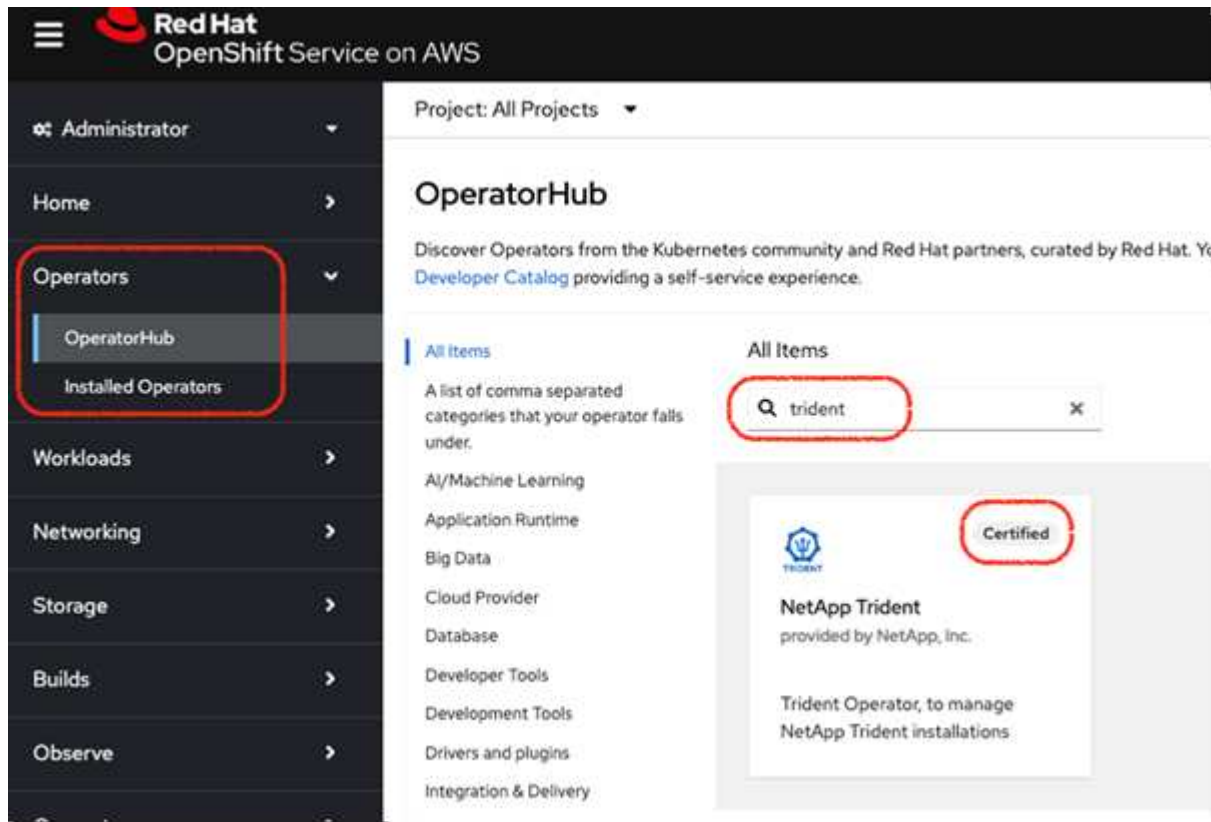 Red Hat
OpenShift Service on AWS
Administrator
Home
Operators
OperatorHub
Installed Operators
Workloads
Networking
Storage
Builds
Observe
Project: All Projects
OperatorHub
Discover Operators from the Kubernetes community and Red Hat partners, curated by Red Hat.
Developer Catalog providing a self-service experience.
All Items
A list of comma separated
categories that your operator falls
under.
AI/Machine Learning
Application Runtime
Big Data
Cloud Provider
Database
Developer Tools
Development Tools
Drivers and plugins
Integration & Delivery
All Items
trident
Certified
TRIDENT
NetApp Trident
provided by NetApp, Inc.
Trident Operator, to manage
NetApp Trident installations